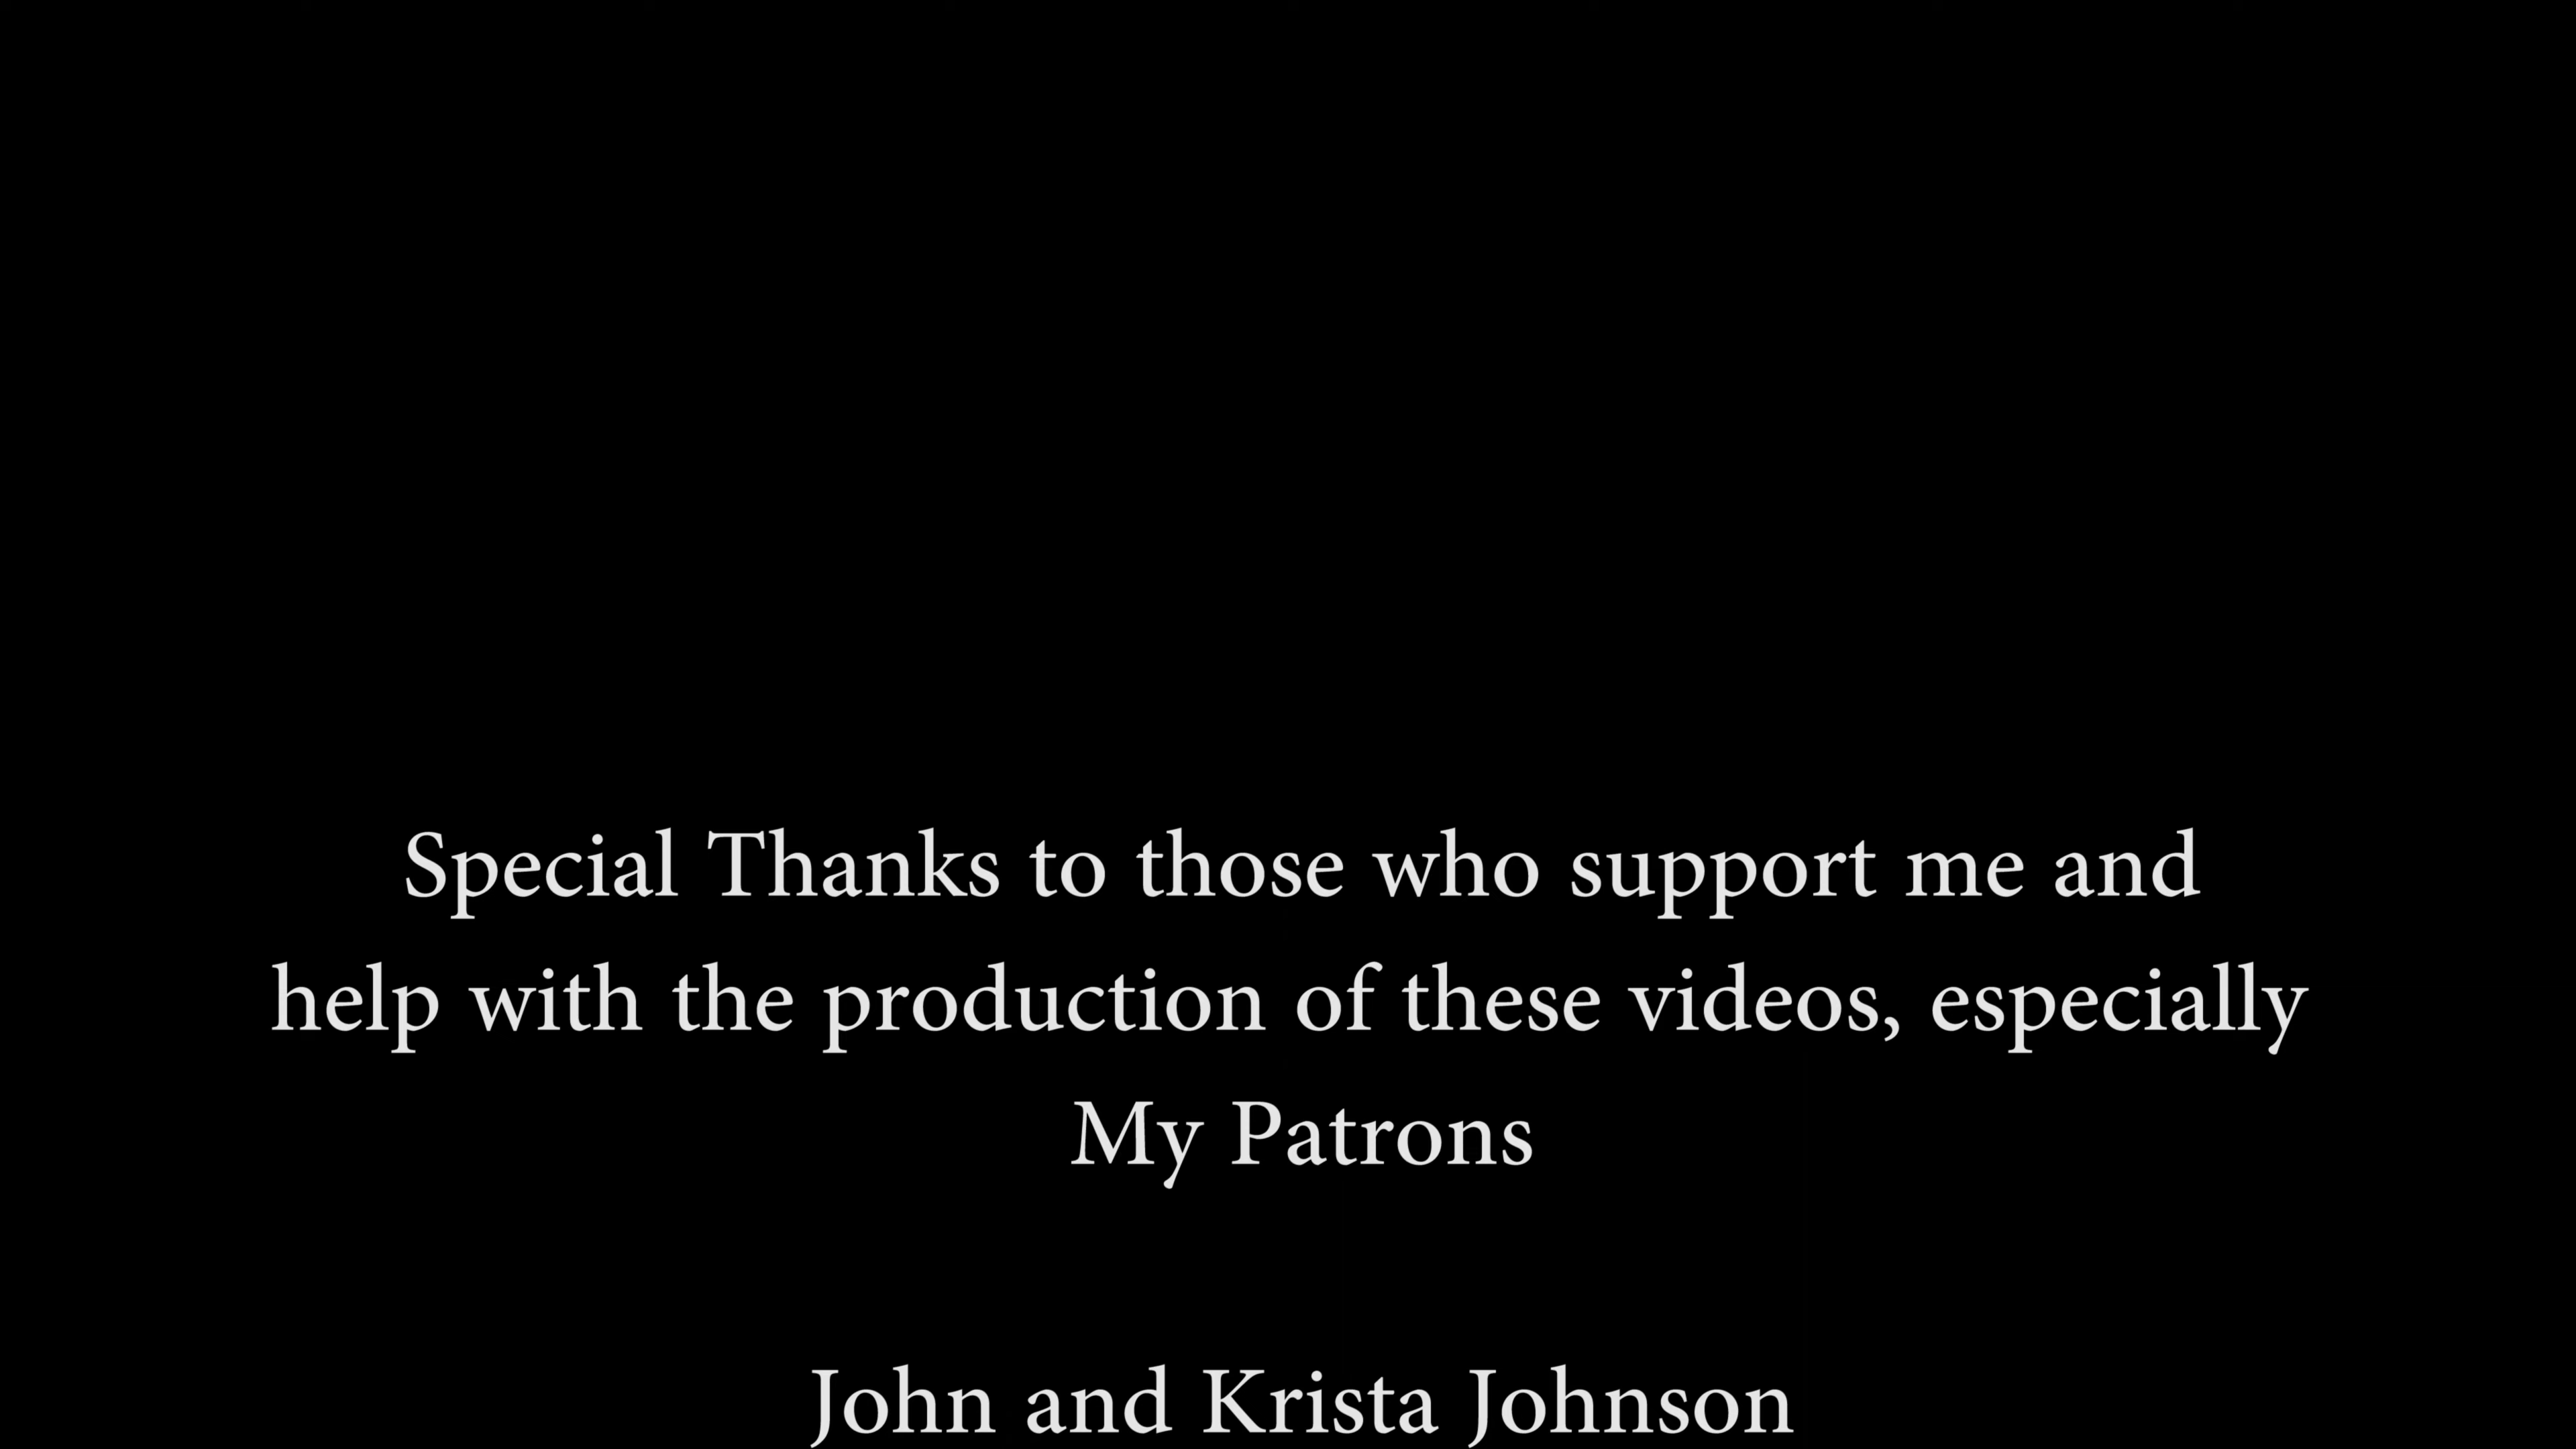 Special Thanks to those who support me and
help with the production of these videos, especially
My Patrons
John and Krista Johnson